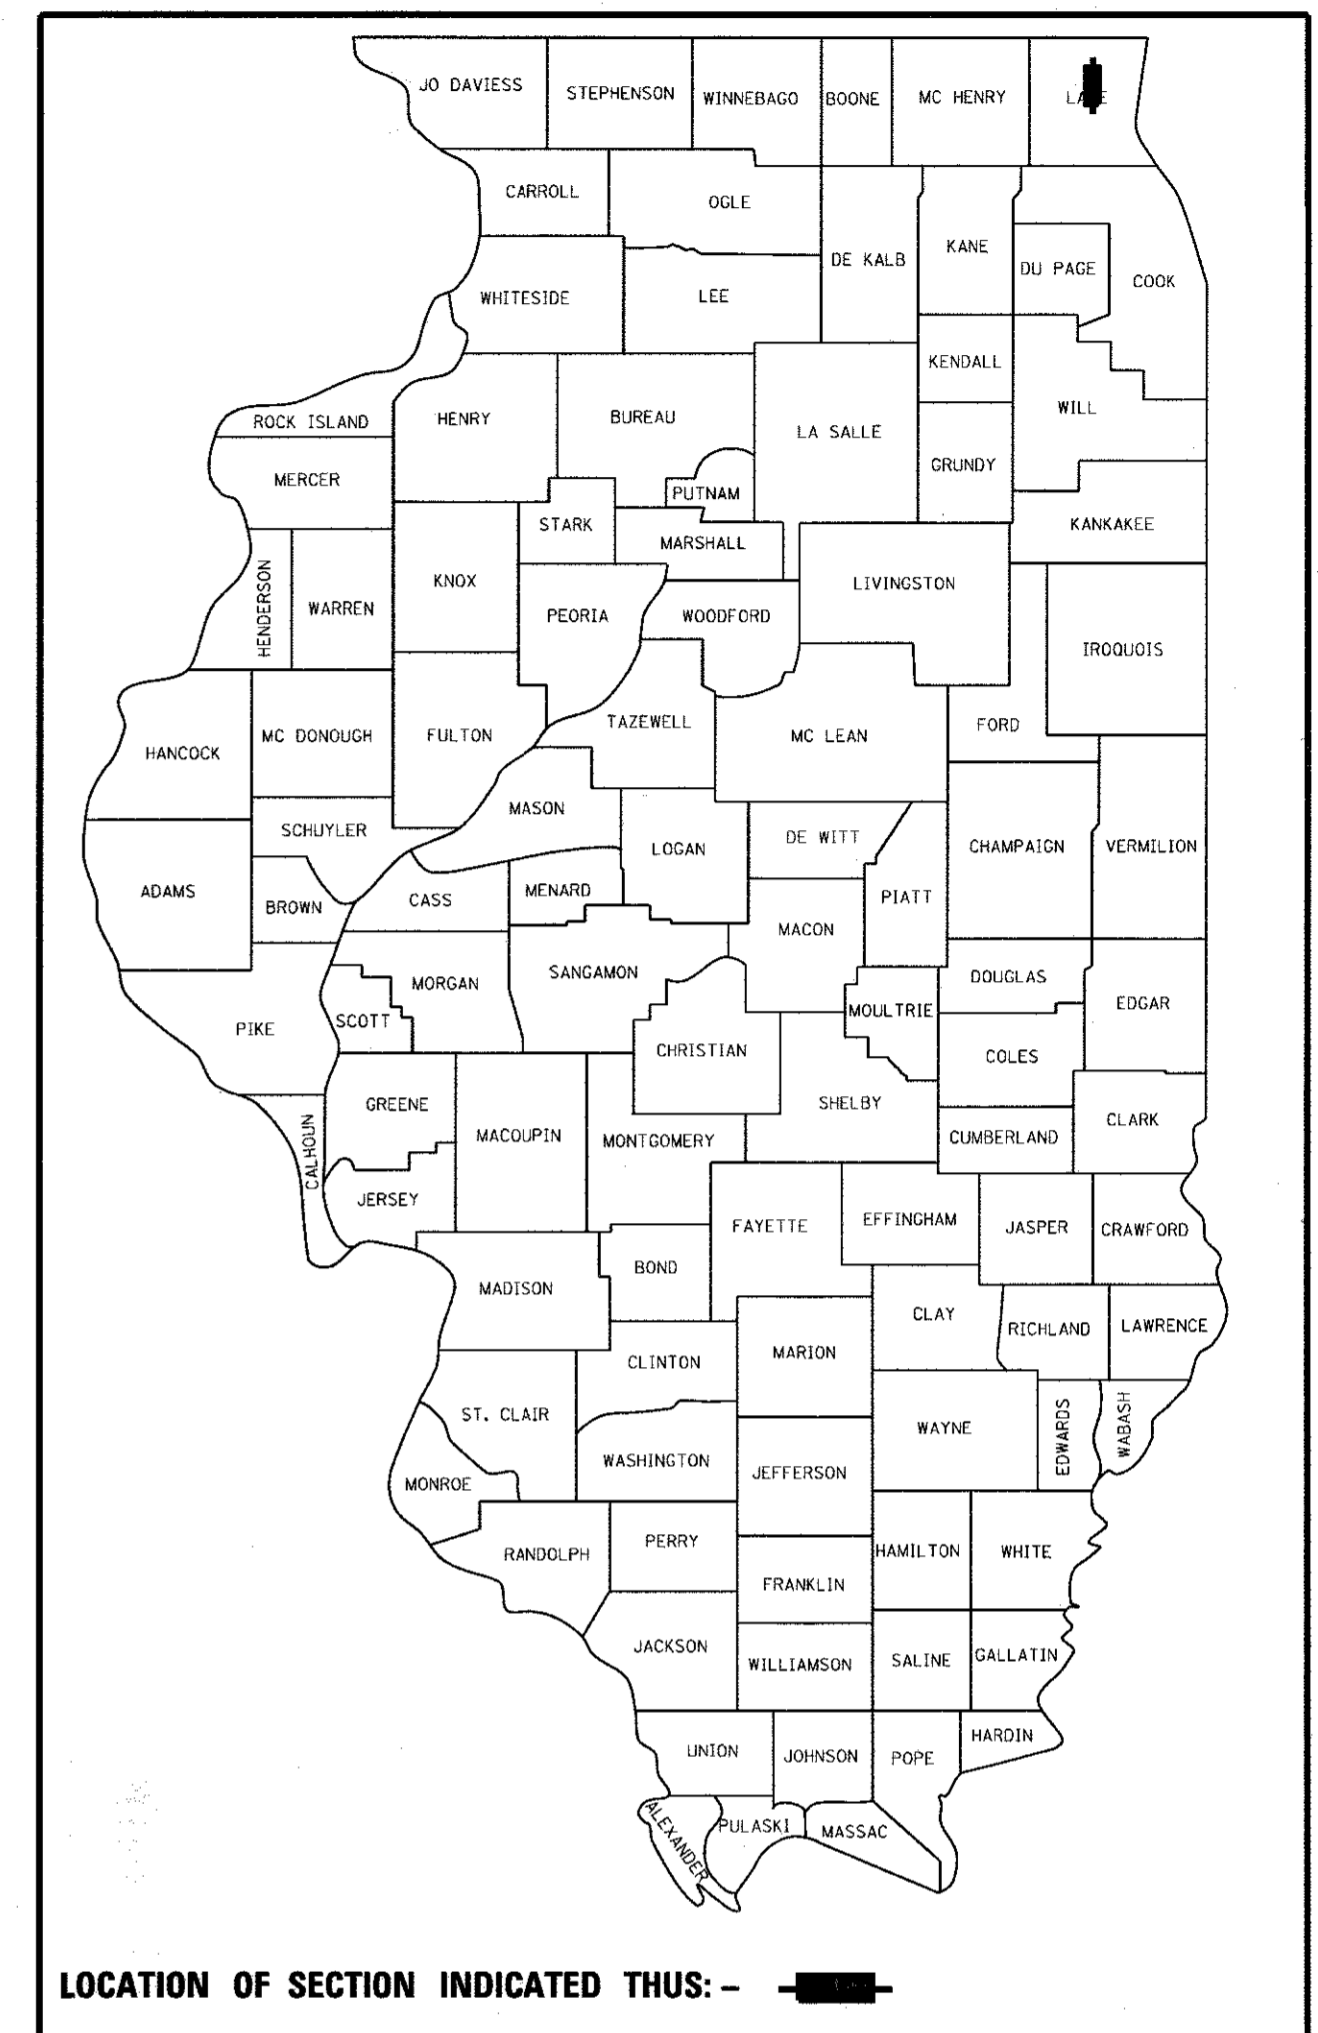 JO DAVIESS
STEPHENSON
WINNEBAGO
BOONE
MC HENRY
CARROLL
OGLE
DE KALB
KANE
DU PAGE
COOK
WHITESIDE
LEE
KENDALL
ROCK ISLAND
HENRY
BUREAU
LA SALLE
WILL
GRUNDY
MERCER
PUTNAM
STARK
MARSHALL
KANKAKEE
HENDERSON
WARREN
KNOX
PEORIA
WOODFORD
LIVINGSTON
IROQUOIS
HANCOCK
MC DONOUGH
FULTON
TAZEWELL
MC LEAN
FORD
MASON
SCHUYLER
LOGAN
DE WITT
CHAMPAIGN
VERMILION
ADAMS
BROWN
CASS
MENARD
PIATT
MACON
SANGAMON
MORGAN
DOUGLAS
EDGAR
PIKE
SCOTT
MOULTRIE
CHRISTIAN
COLES
SHELBY
GREENE
CALHOUN
MACOUPIN
MONTGOMERY
CUMBERLAND
CLARK
JERSEY
FAYETTE
EFFINGHAM
JASPER
CRAWFORD
BOND
MADISON
CLAY
RICHLAND
LAWRENCE
CLINTON
MARION
ST. CLAIR
WAYNE
EDWARDS
WABASH
WASHINGTON
JEFFERSON
MONROE
RANDOLPH
PERRY
HAMILTON
WHITE
FRANKLIN
JACKSON
WILLIAMSON
SALINE
GALLATIN
UNION
JOHNSON
POPE
HARDIN
ALEXANDER
PULASKI
MASSAC
LOCATION OF SECTION INDICATED THUS: –